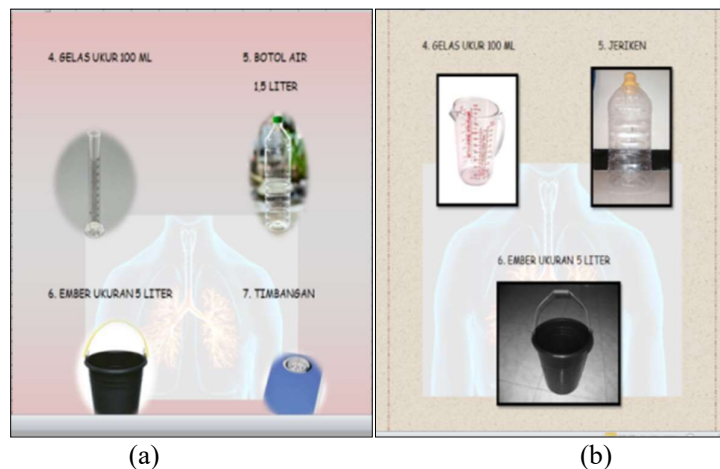 4. GELAS UKUR 100 ML
5. BOTOL AIR
1,5 LITER
6. EMBER UKURAN 5 LITER
7. TIMBANGAN
4. GELAS UKUR 100 ML
5. JERIKEN
6. EMBER UKURAN 5 LITER
(a)
(b)